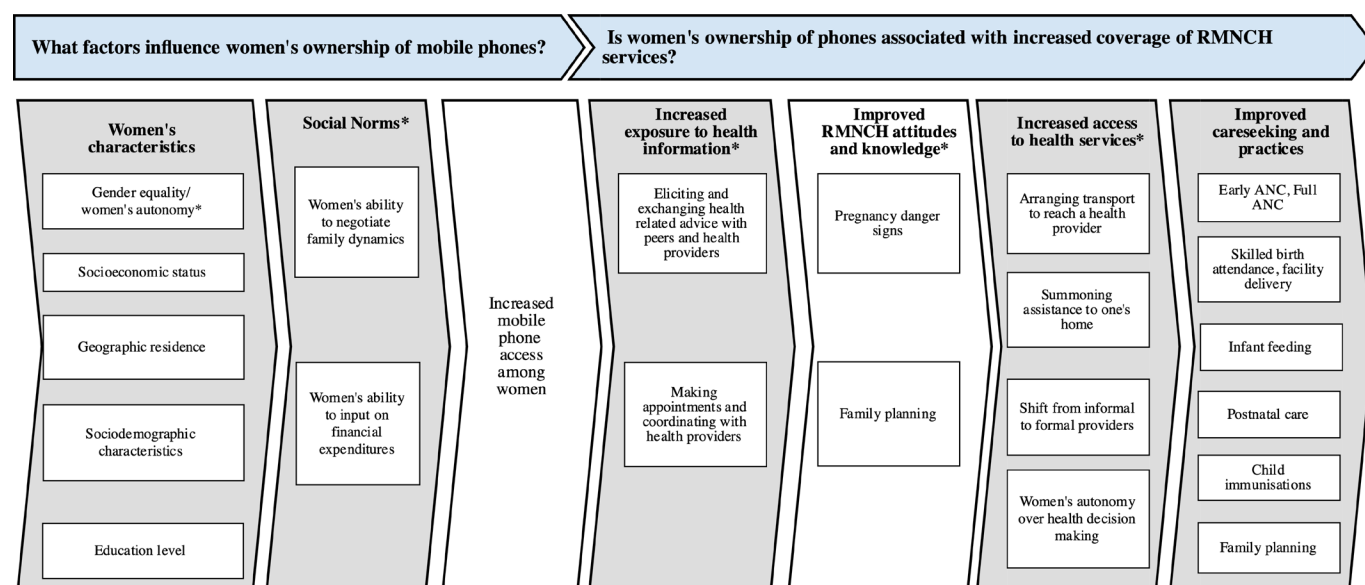 What factors influence women's ownership of mobile phones?
Is women's ownership of phones associated with increased coverage of RMNCH
services?
Women's
characteristics
Gender equality/
women's autonomy*
Socioeconomic status
Geographic residence
Sociodemographic
characteristics
Education level
Social Norms*
Women's ability
to negotiate
family dynamics
Women's ability
to input on
financial
expenditures
Increased
mobile
phone
access
among
women
Increased
exposure to health
information*
Eliciting and
exchanging health
related advice with
peers and health
providers
Making
appointments and
coordinating with
health providers
Improved
RMNCH attitudes
and knowledge*
Pregnancy danger
signs
Family planning
Increased access
to health services*
Arranging transport
to reach a health
provider
Summoning
assistance to one's
home
Shift from informal
to formal providers
Women's autonomy
over health decision
making
Improved
careseeking and
practices
Early ANC, Full
ANC
Skilled birth
attendance, facility
delivery
Infant feeding
Postnatal care
Child
immunisations
Family planning